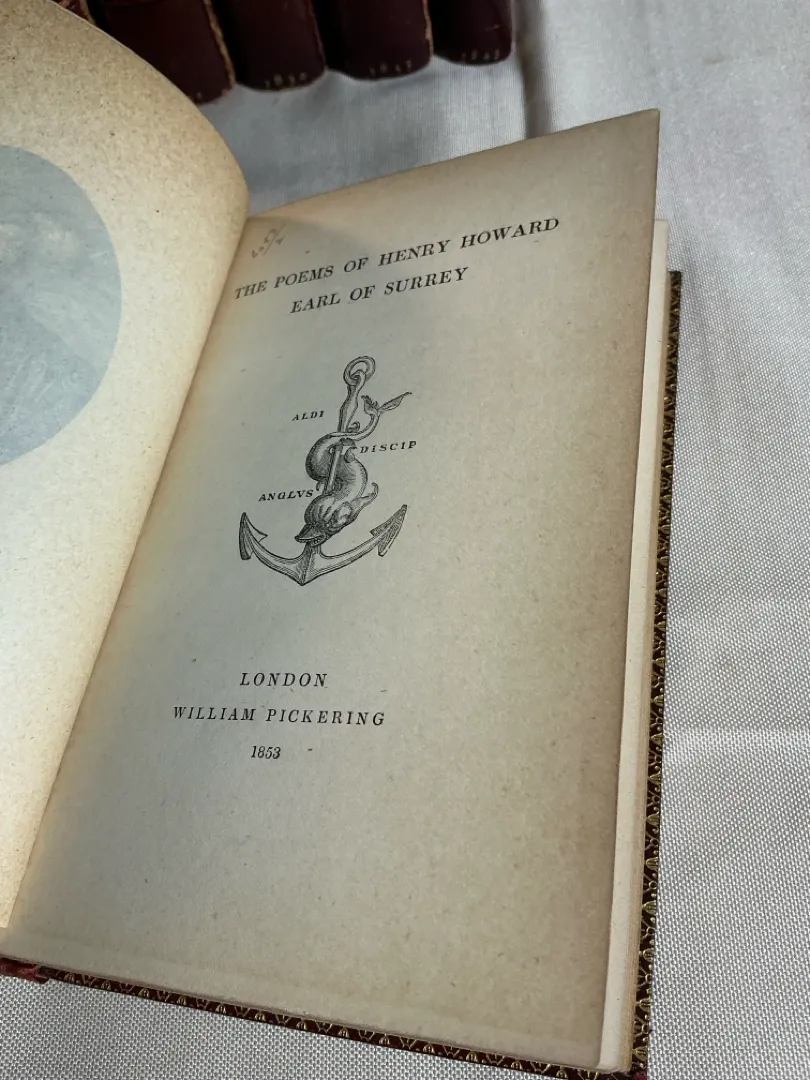 THE POEMS OF HENRY HOWARD
EARL OF SURREY
ALDI
DISCIP
ANGLVS
LONDON
WILLIAM PICKERING
1853